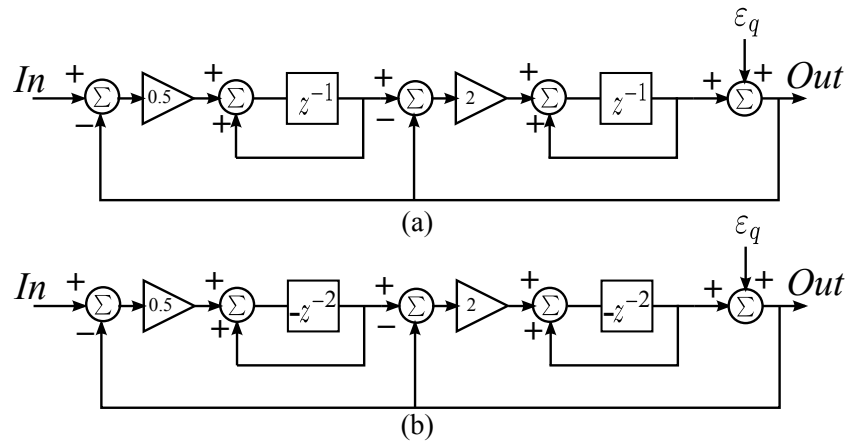 ε_q
In + Σ 0.5 + Σ z⁻¹ + Σ 2 + Σ z⁻¹ + Σ + Out
− + − +
(a)
ε_q
In + Σ 0.5 + Σ -z⁻² + Σ 2 + Σ -z⁻² + Σ + Out
− + − +
(b)